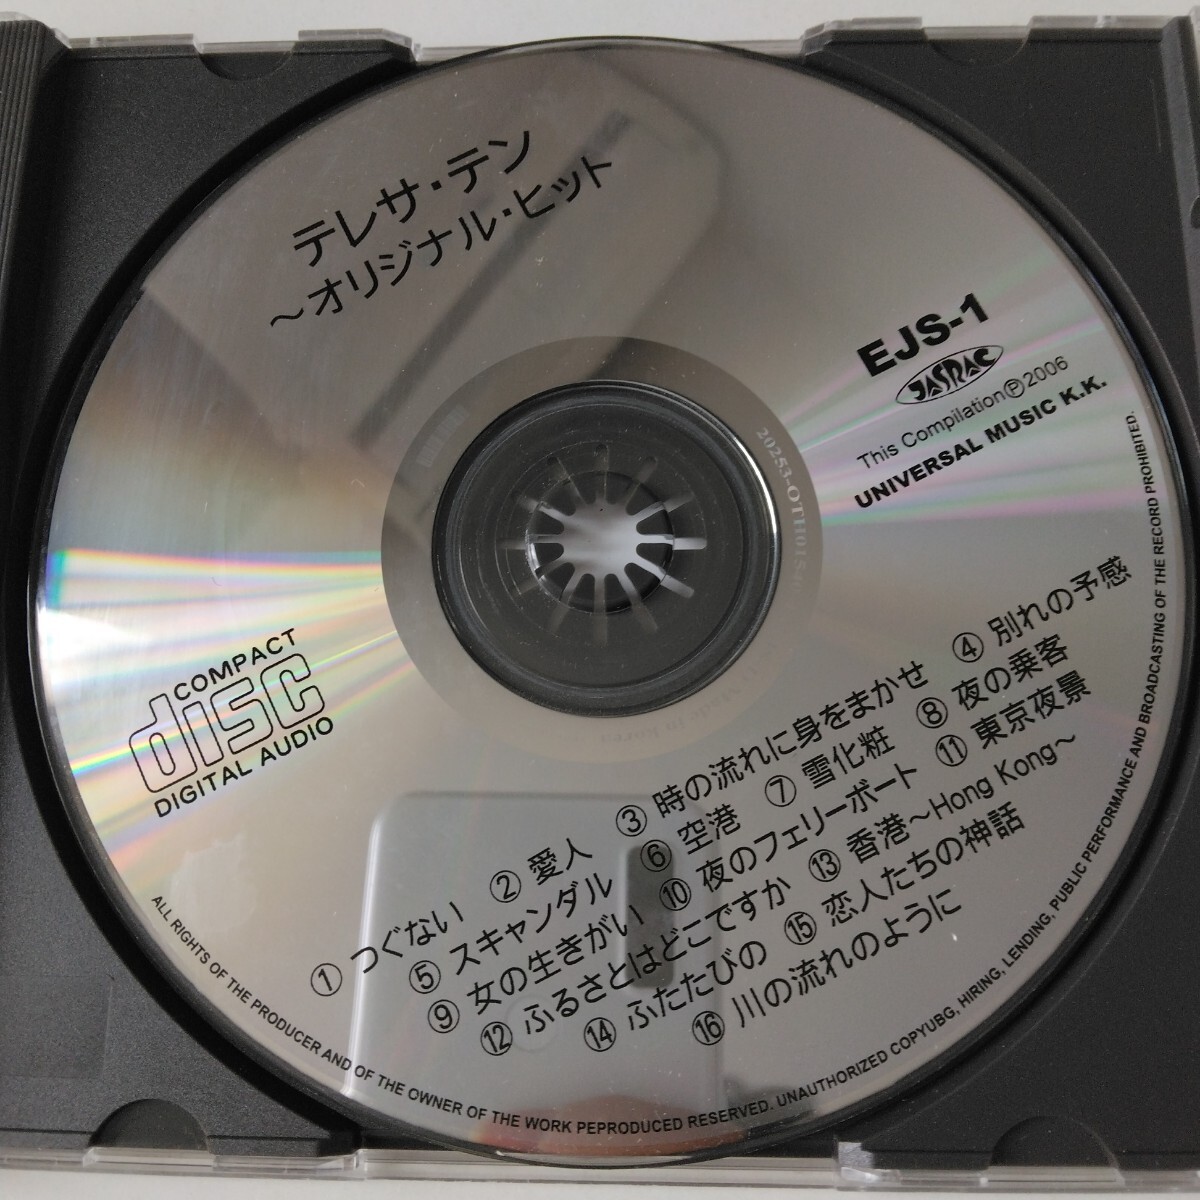 テレサ・テン
～オリジナル・ヒット
EJS-1
JASRAC
This Compilation Ⓟ 2006
UNIVERSAL MUSIC K.K.
COMPACT
disc
DIGITAL AUDIO
① つぐない ② 愛人 ③ 時の流れに身をまかせ ④ 別れの予感
⑤ スキャンダル ⑥ 空港 ⑦ 雪化粧 ⑧ 夜の乗客
⑨ 女の生きがい ⑩ 夜のフェリーボート ⑪ 東京夜景
⑫ ふるさとはどこですか ⑬ 香港～Hong Kong～
⑭ ふたたびの ⑮ 恋人たちの神話
⑯ 川の流れのように
ALL RIGHTS OF THE PRODUCER AND OF THE OWNER OF THE WORK PEPRODUCED RESERVED. UNAUTHORIZED COPYUBG, HIRING, LENDING, PUBLIC PERFORMANCE AND BROADCASTING OF THE RECORD PROHIBITED.